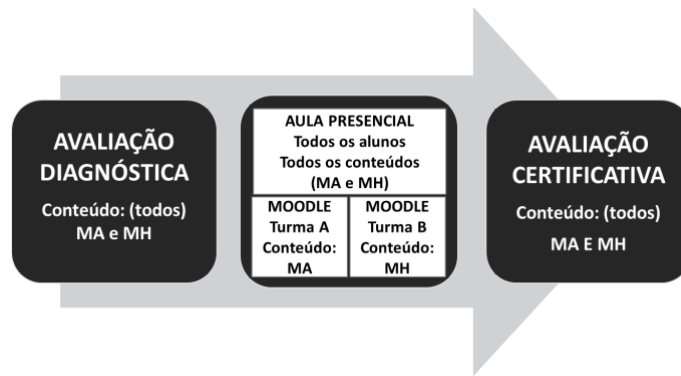 AVALIAÇÃO
DIAGNÓSTICA
Conteúdo: (todos)
MA e MH
AULA PRESENCIAL
Todos os alunos
Todos os conteúdos
(MA e MH)
MOODLE
Turma A
Conteúdo:
MA
MOODLE
Turma B
Conteúdo:
MH
AVALIAÇÃO
CERTIFICATIVA
Conteúdo: (todos)
MA E MH